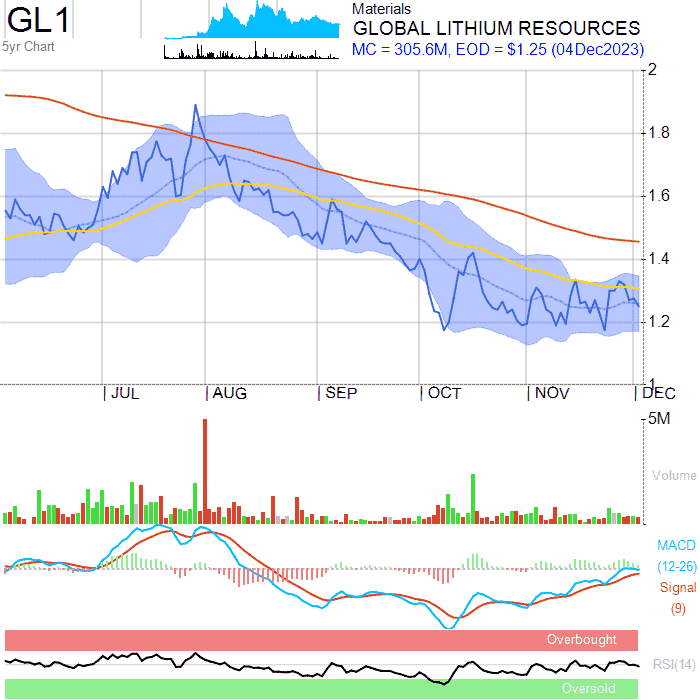 GL1
5yr Chart
Materials
GLOBAL LITHIUM RESOURCES
MC = 305.6M, EOD = $1.25 (04Dec2023)
2
1.8
1.6
1.4
1.2
1
JUL AUG SEP OCT NOV DEC
5M
Volume
MACD
(12-26)
Signal
(9)
Overbought
RSI(14)
Oversold